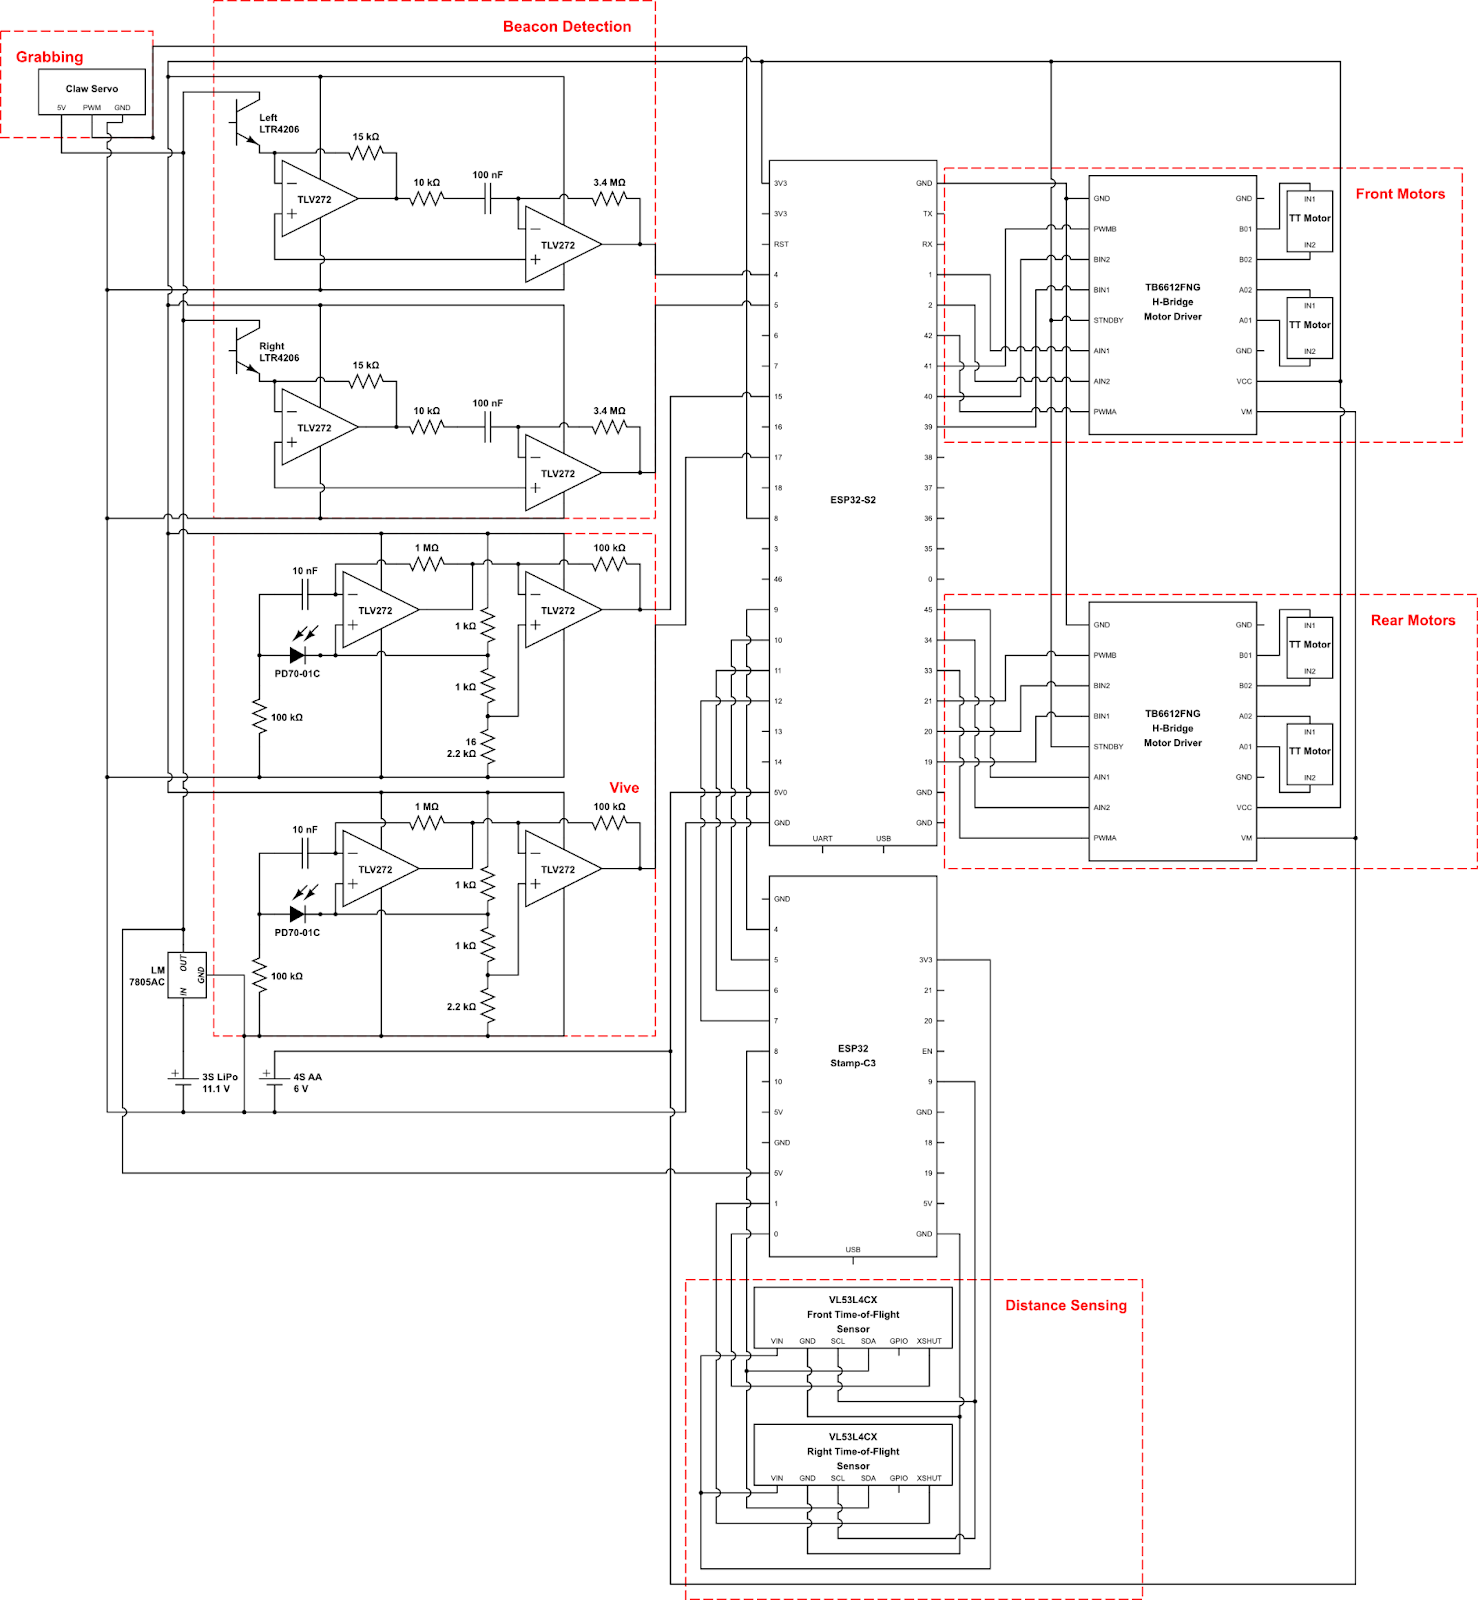 Beacon Detection
Grabbing
Claw Servo
5V PWM GND
Left
LTR4206
15 kΩ
TLV272
10 kΩ
100 nF
3.4 MΩ
TLV272
Right
LTR4206
15 kΩ
TLV272
10 kΩ
100 nF
3.4 MΩ
TLV272
10 nF
1 MΩ
100 kΩ
TLV272
TLV272
1 kΩ
PD70-01C
1 kΩ
100 kΩ
16
2.2 kΩ
Vive
10 nF
1 MΩ
100 kΩ
TLV272
TLV272
1 kΩ
PD70-01C
1 kΩ
100 kΩ
2.2 kΩ
LM
7805AC
OUT
GND
IN
3S LiPo
11.1 V
4S AA
6 V
ESP32-S2
3V3
3V3
RST
4
5
6
7
15
16
17
18
8
3
46
9
10
11
12
13
14
5V0
GND
GND
TX
RX
1
2
42
41
40
39
38
37
36
35
0
45
34
33
21
20
19
GND
GND
UART USB
Front Motors
TB6612FNG
H-Bridge
Motor Driver
GND
PWMB
BIN2
BIN1
STNDBY
AIN1
AIN2
PWMA
GND
B01
B02
A02
A01
GND
VCC
VM
IN1
TT Motor
IN2
IN1
TT Motor
IN2
Rear Motors
TB6612FNG
H-Bridge
Motor Driver
GND
PWMB
BIN2
BIN1
STNDBY
AIN1
AIN2
PWMA
GND
B01
B02
A02
A01
GND
VCC
VM
IN1
TT Motor
IN2
IN1
TT Motor
IN2
ESP32
Stamp-C3
GND
4
5
6
7
8
10
5V
GND
5V
1
0
3V3
21
20
EN
9
GND
18
19
5V
GND
USB
Distance Sensing
VL53L4CX
Front Time-of-Flight
Sensor
VIN GND SCL SDA GPIO XSHUT
VL53L4CX
Right Time-of-Flight
Sensor
VIN GND SCL SDA GPIO XSHUT